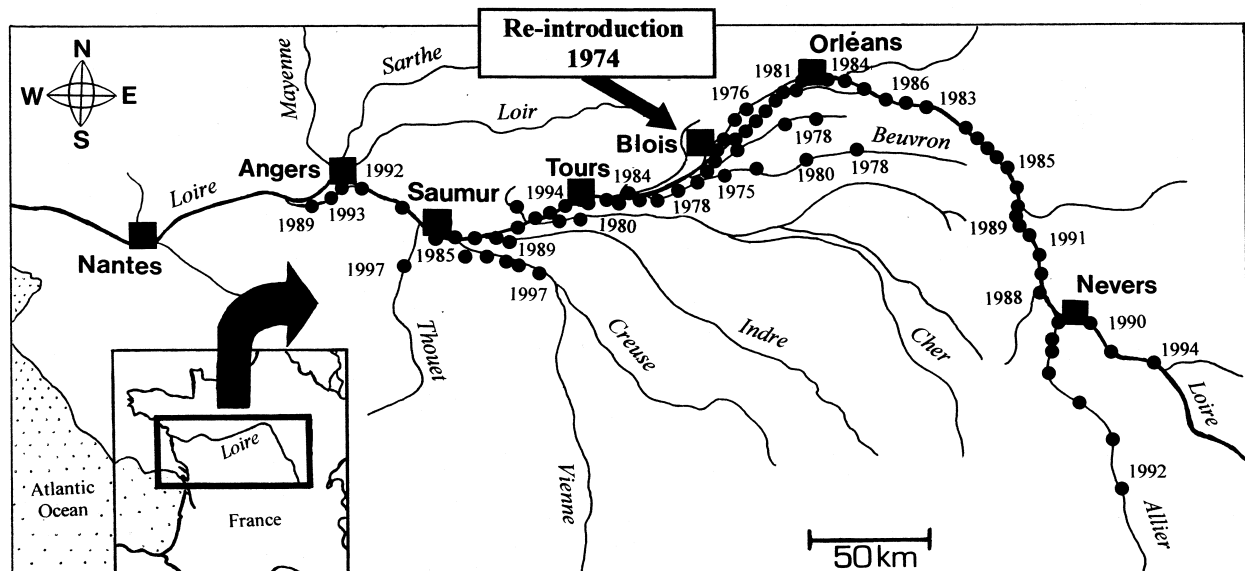 Re-introduction
1974
N
W
E
S
Mayenne
Sarthe
Loir
Orléans
1981
1984
1986
1983
1976
1978
Beuvron
Blois
1978
1980
1975
1985
Angers
1992
Loire
1993
1989
Tours
1984
1994
Saumur
1978
1980
1989
1991
Nantes
1985
1989
1997
1997
1988
Nevers
1990
1994
Thouet
Creuse
Indre
Cher
Loire
Loire
Atlantic
Ocean
France
Vienne
1992
Allier
50 km